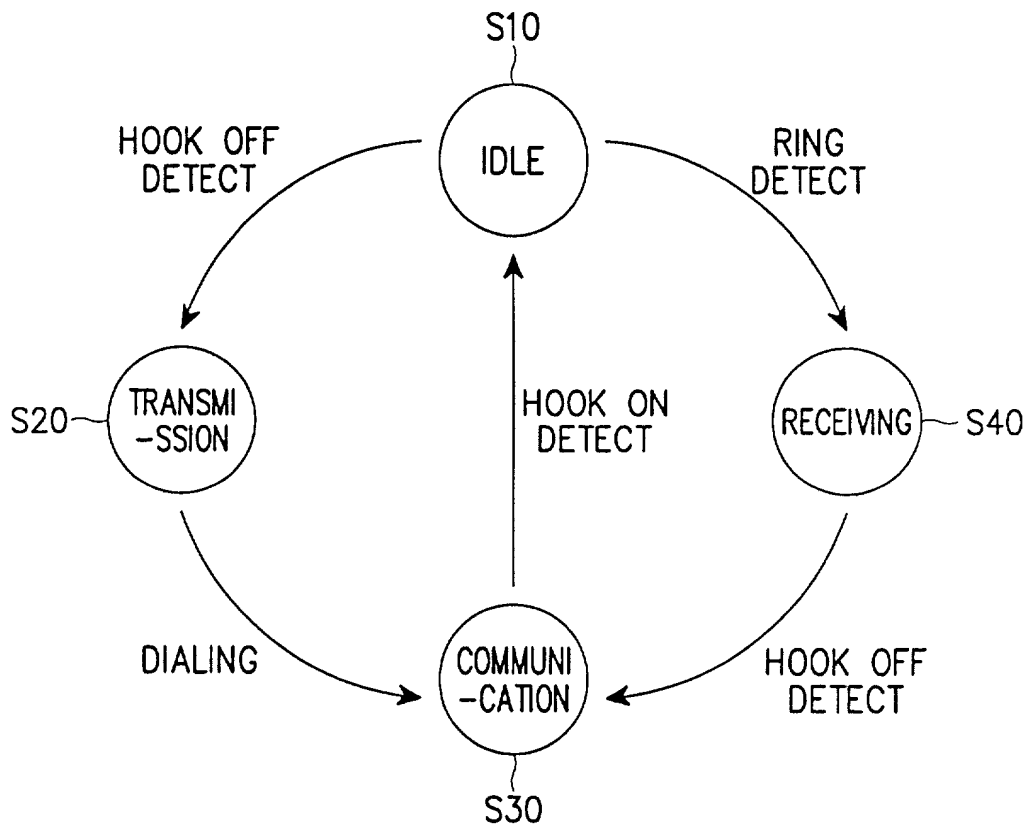 S10
IDLE
HOOK OFF
DETECT
RING
DETECT
S20
TRANSMI
-SSION
HOOK ON
DETECT
RECEIVING
S40
DIALING
COMMUNI
-CATION
HOOK OFF
DETECT
S30